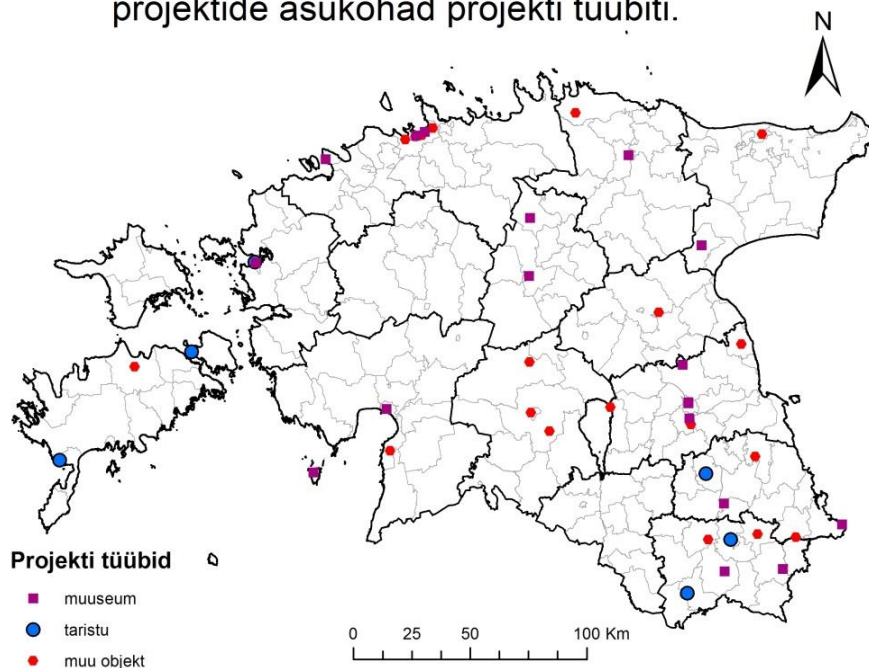 projektide asukohad projekti tüübiti.
N
Projekti tüübid
muuseum
taristu
muu objekt
0 25 50 100 Km